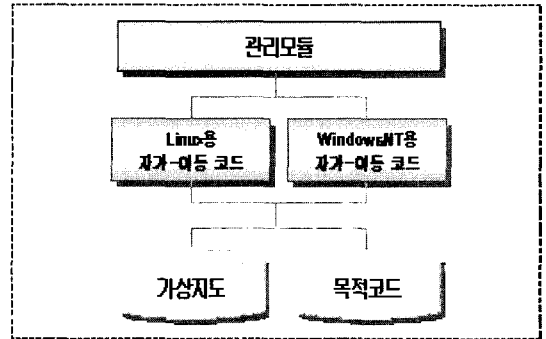 관리모듈
Linux용
자가-이동 코드
WindowsNT용
자가-이동 코드
가상지도
목적코드